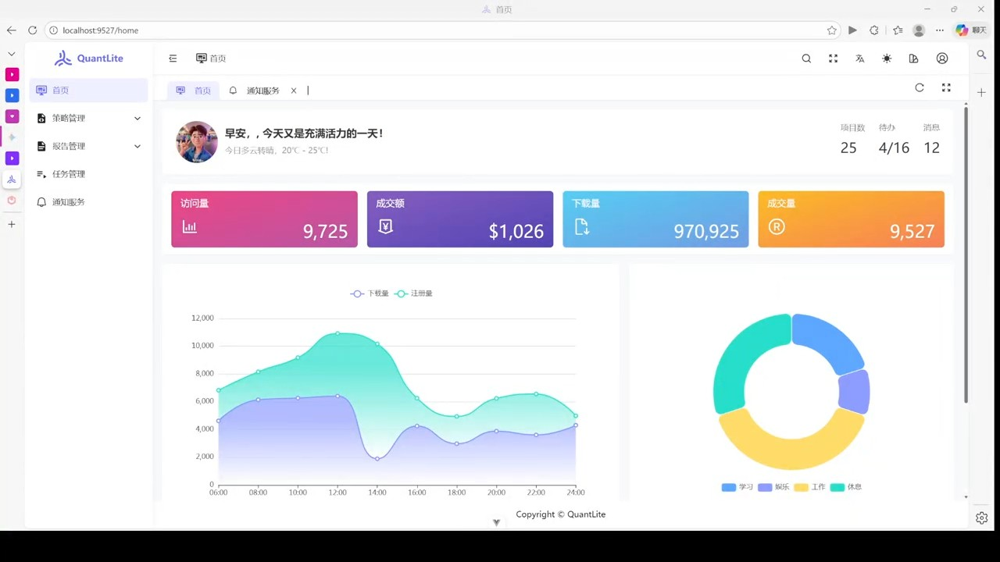 首页
localhost:9527/home
聊天
QuantLite
首页
首页
策略管理
报告管理
任务管理
通知服务
首页
通知服务
早安，, 今天又是充满活力的一天!
今日多云转晴，20℃ - 25℃!
项目数
25
待办
4/16
消息
12
访问量
9,725
成交额
$1,026
下载量
970,925
成交量
9,527
下载量 注册量
12,000
10,000
8,000
6,000
4,000
2,000
0
06:00 08:00 10:00 12:00 14:00 16:00 18:00 20:00 22:00 24:00
学习 娱乐 工作 休息
Copyright © QuantLite